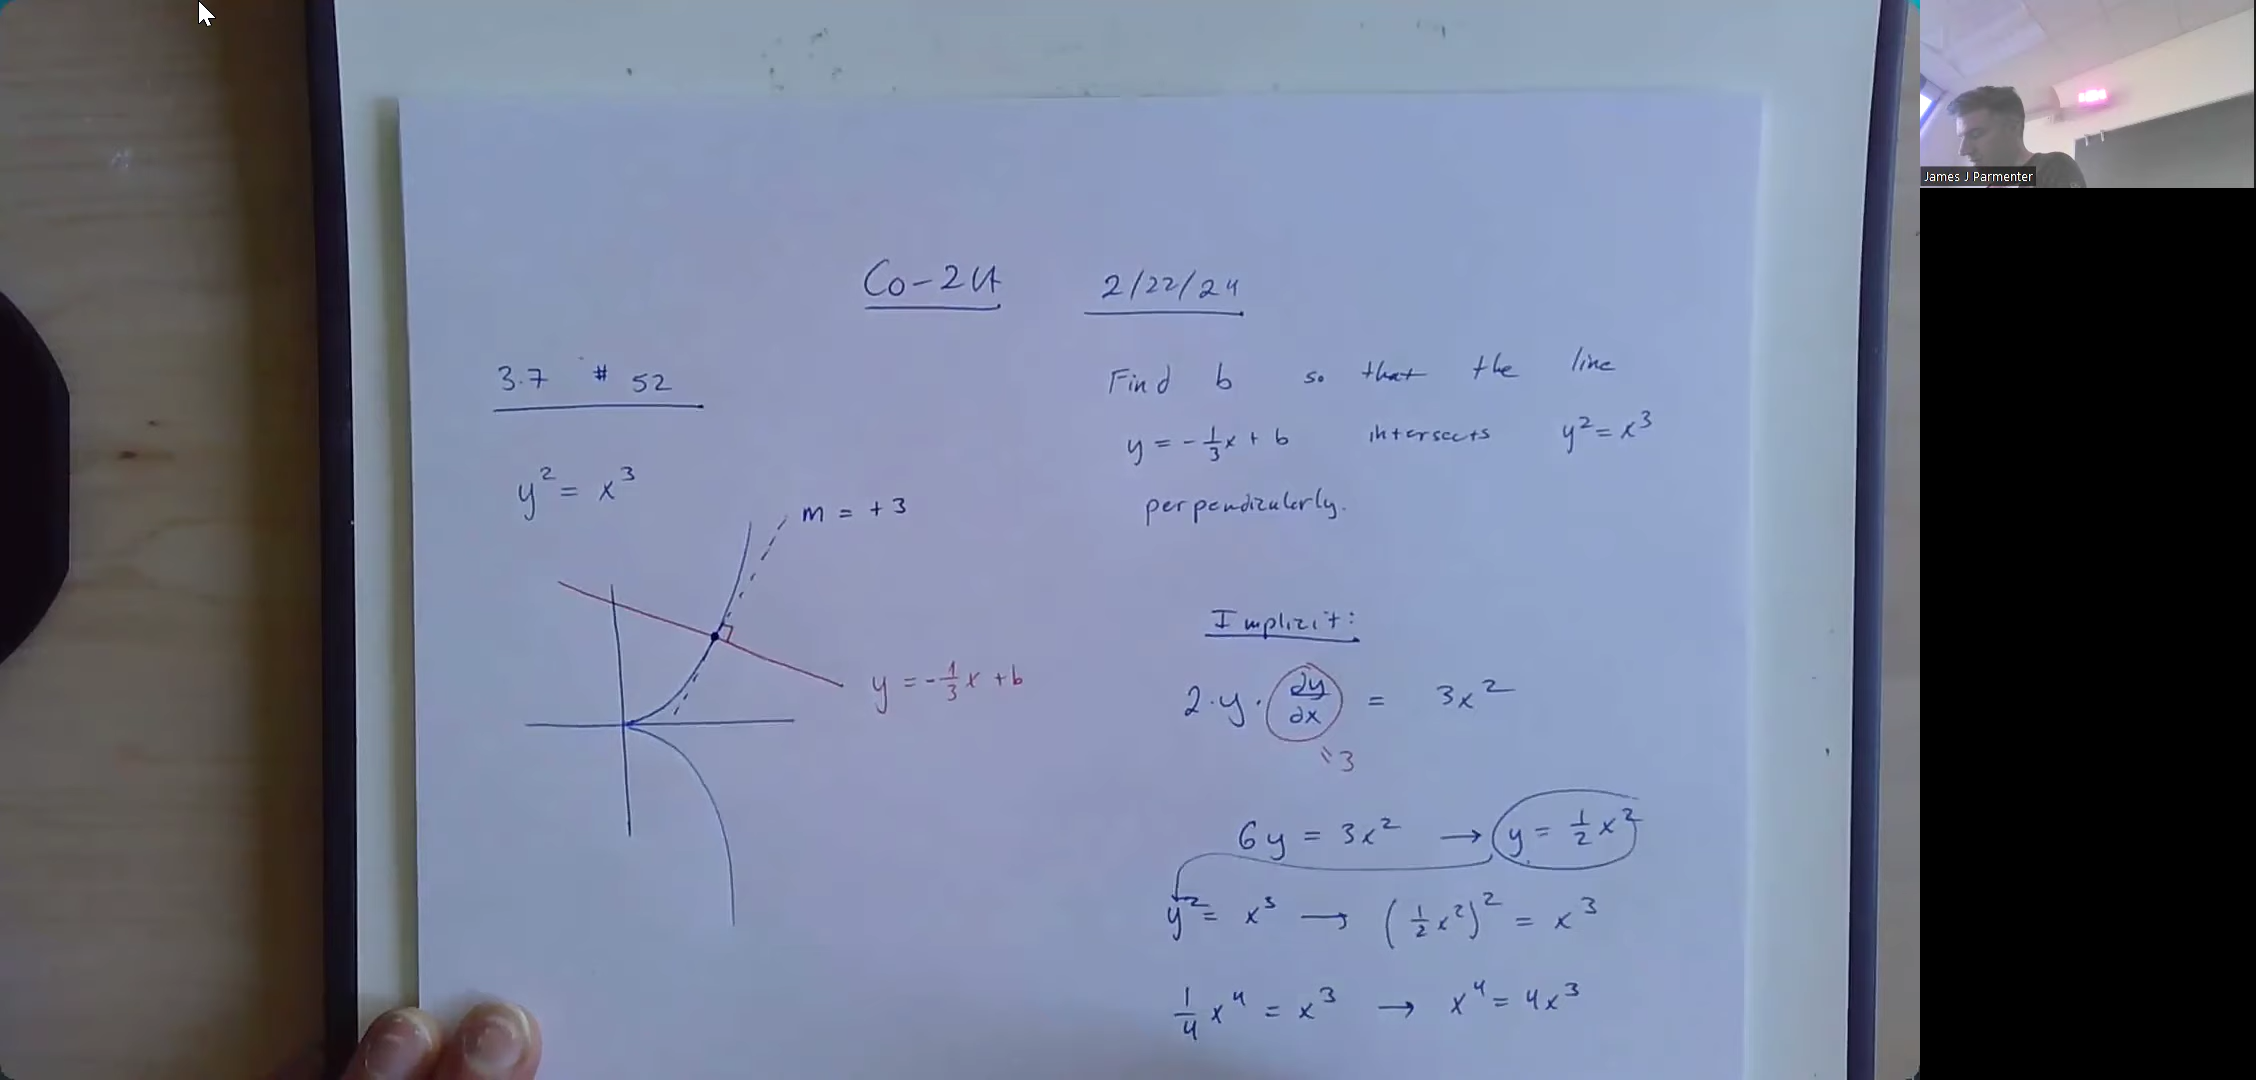 James J Parmenter
Co-24 2/22/24
3.7 # 52
y² = x³
m = +3
y = -1/3 x + b
Find b so that the line
y = -1/3 x + b intersects y² = x³
perpendicularly.
Implicit:
2·y· dy/dx = 3x²
3
6y = 3x² → y = 1/2 x²
y² = x³ → (1/2 x²)² = x³
1/4 x⁴ = x³ → x⁴ = 4x³